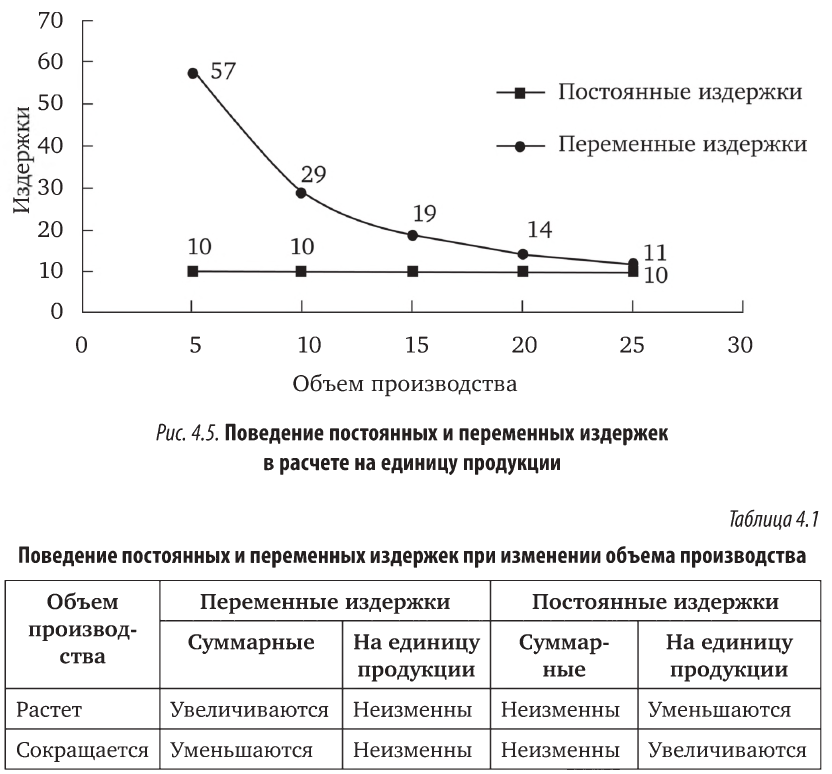 70
60
50
40
30
20
10
0
Издержки
57
29
19
14
11
10
10
10
Постоянные издержки
Переменные издержки
0 5 10 15 20 25 30
Объем производства
Рис. 4.5. Поведение постоянных и переменных издержек
в расчете на единицу продукции
Таблица 4.1
Поведение постоянных и переменных издержек при изменении объема производства
Объем
производ-
ства
Переменные издержки
Постоянные издержки
Суммарные
На единицу
продукции
Суммар-
ные
На единицу
продукции
Растет Увеличиваются Неизменны Неизменны Уменьшаются
Сокращается Уменьшаются Неизменны Неизменны Увеличиваются